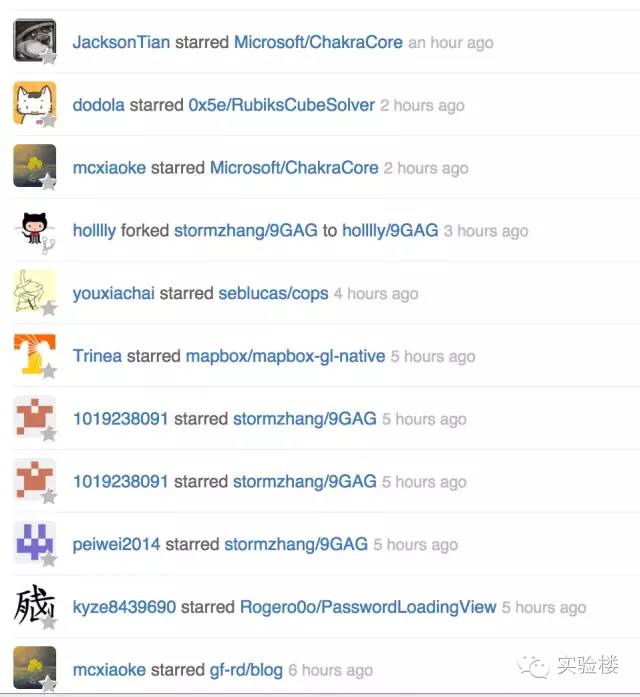 JacksonTian starred Microsoft/ChakraCore an hour ago
dodola starred 0x5e/RubiksCubeSolver 2 hours ago
mcxiaoke starred Microsoft/ChakraCore 2 hours ago
holllly forked stormzhang/9GAG to holllly/9GAG 3 hours ago
youxiachai starred seblucas/cops 4 hours ago
Trinea starred mapbox/mapbox-gl-native 5 hours ago
1019238091 starred stormzhang/9GAG 5 hours ago
1019238091 starred stormzhang/9GAG 5 hours ago
peiwei2014 starred stormzhang/9GAG 5 hours ago
kyze8439690 starred Rogero0o/PasswordLoadingView 5 hours ago
mcxiaoke starred gf-rd/blog 6 hours ago
实验楼